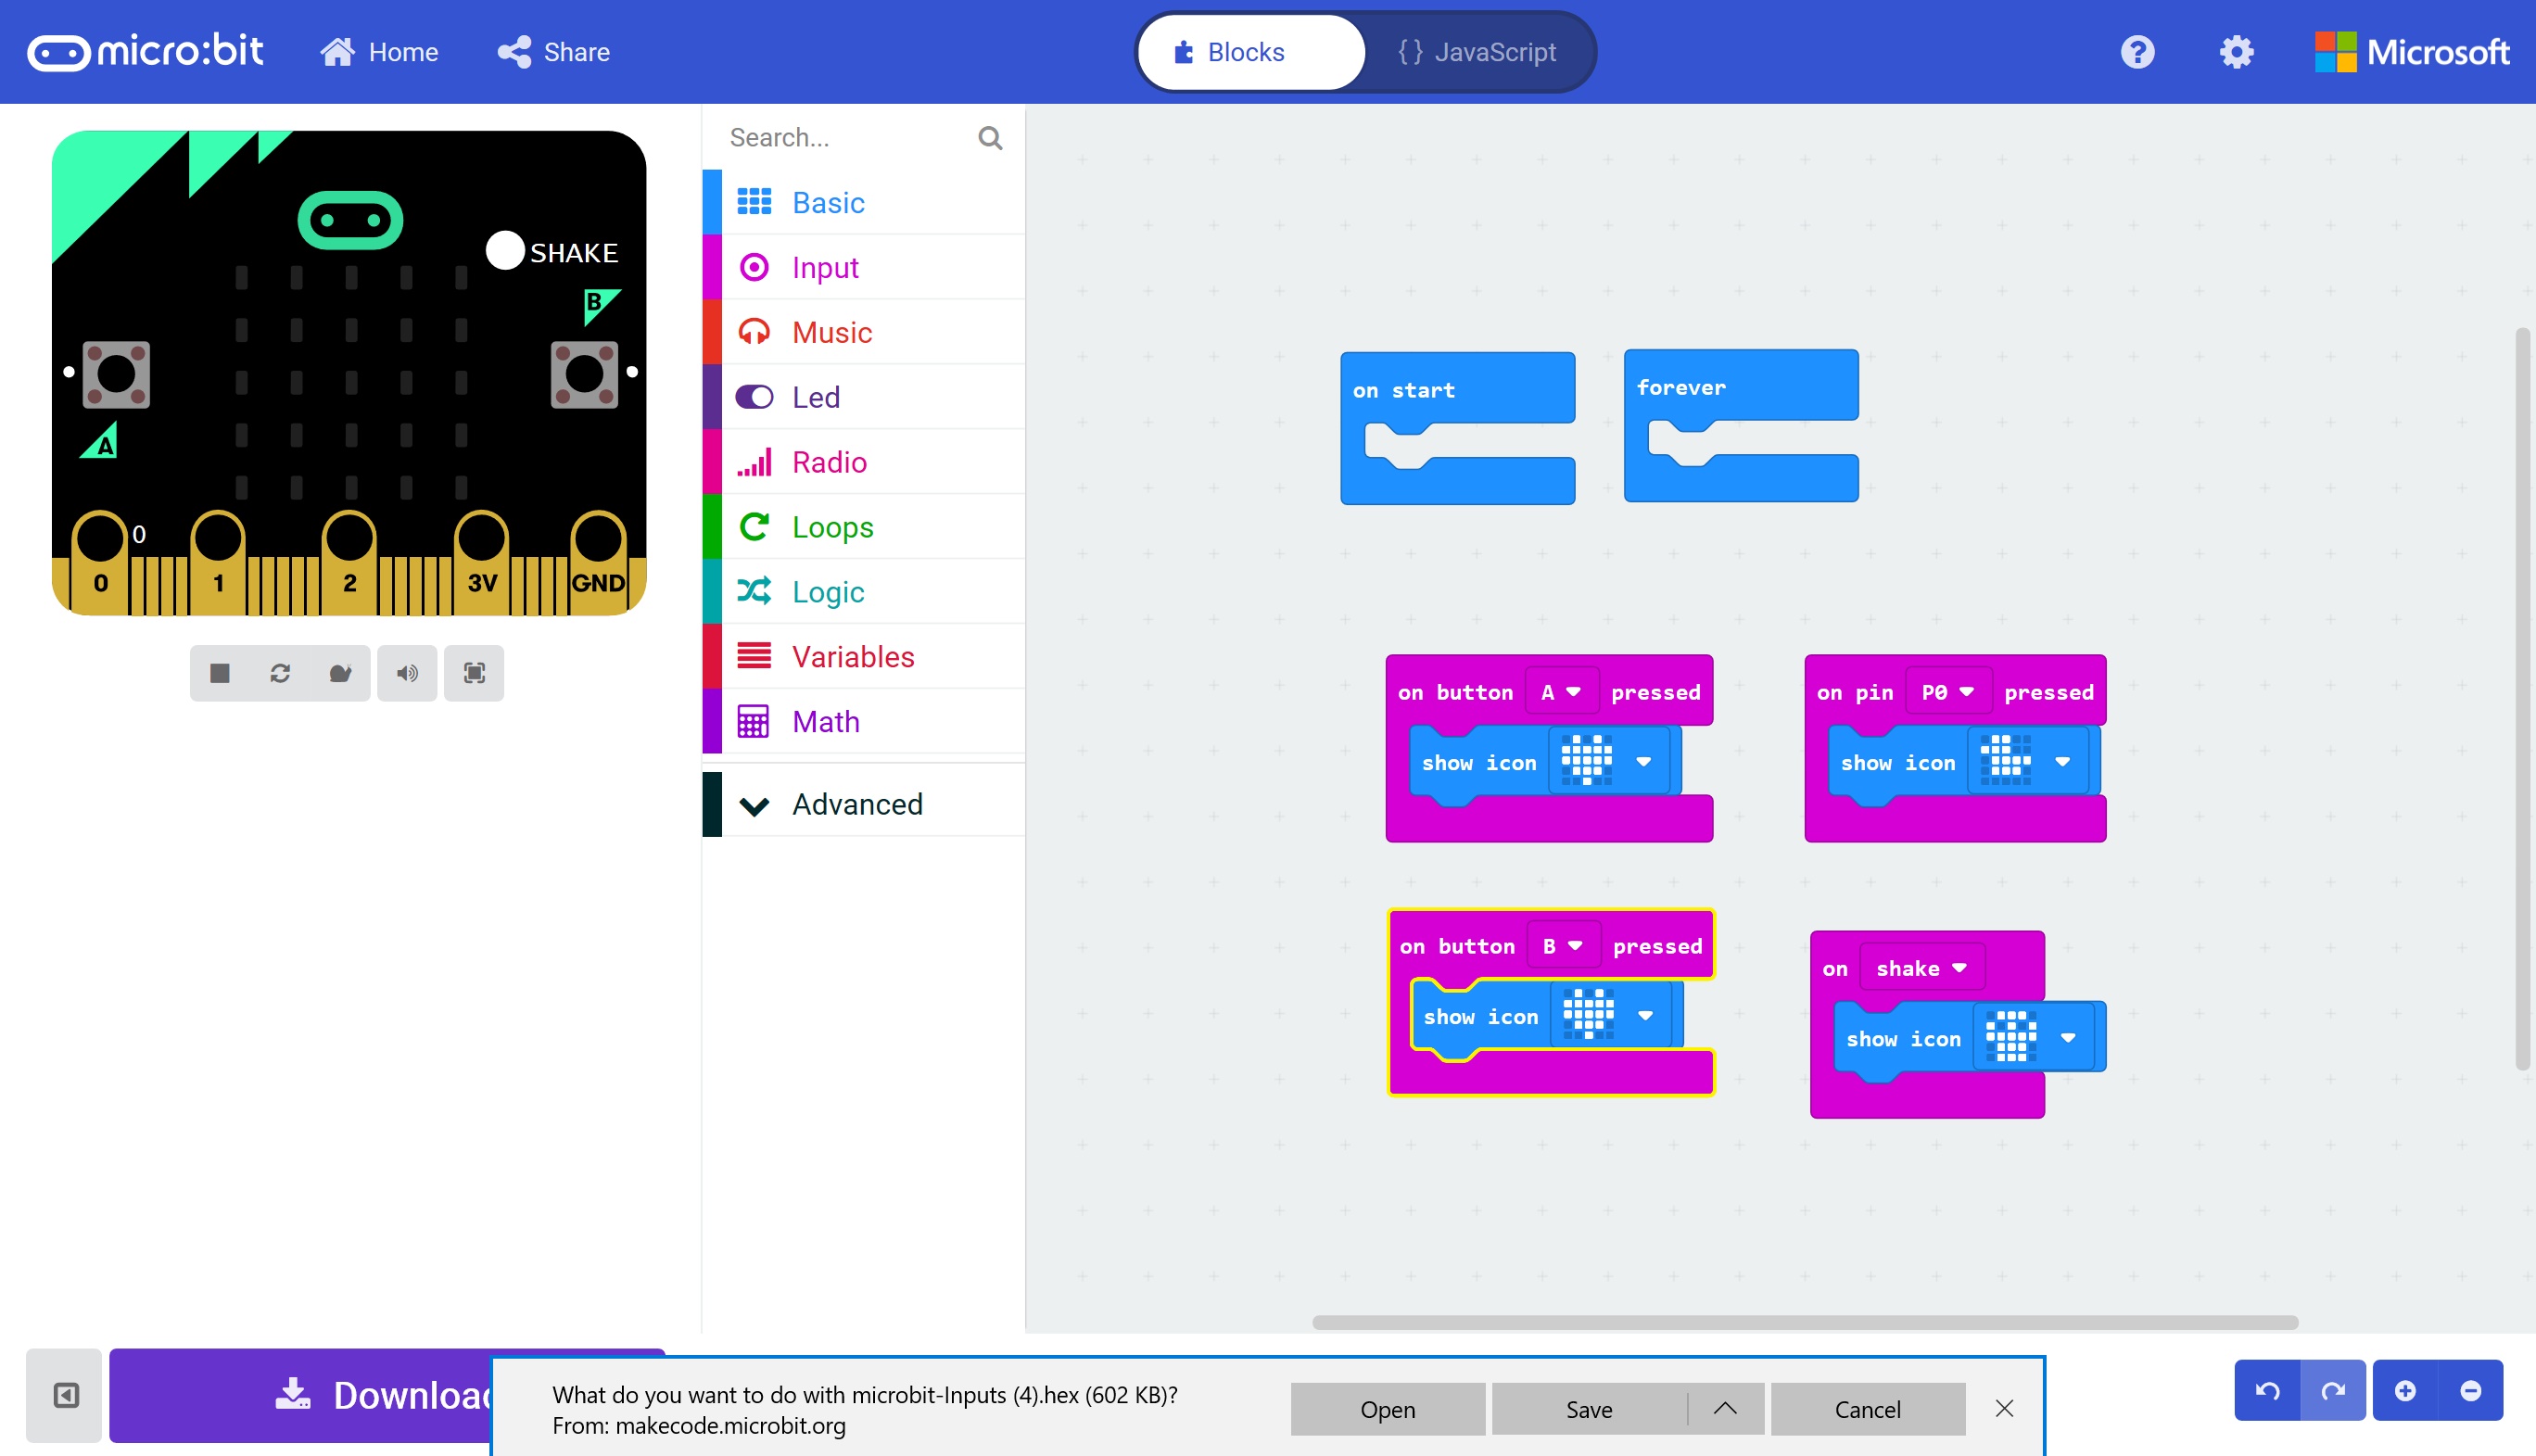 micro:bit
Home
Share
Blocks
{ } JavaScript
?
Microsoft
Search...
SHAKE
B
A
0
0
1
2
3V
GND
Basic
Input
Music
Led
Radio
Loops
Logic
Variables
Math
Advanced
on start
forever
on button A pressed
show icon
on pin P0 pressed
show icon
on button B pressed
show icon
on shake
show icon
Downloa
What do you want to do with microbit-Inputs (4).hex (602 KB)?
From: makecode.microbit.org
Open
Save
Cancel